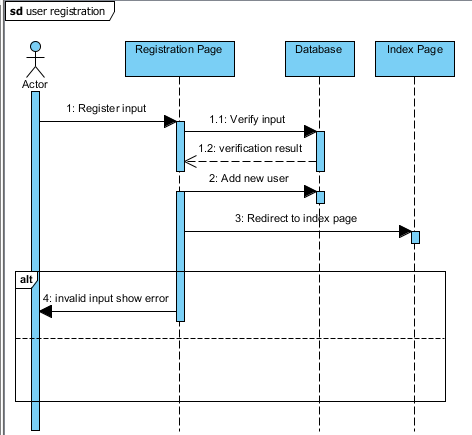 sd user registration
Registration Page
Database
Index Page
Actor
1: Register input
1.1: Verify input
1.2: verification result
2: Add new user
3: Redirect to index page
alt
4: invalid input show error